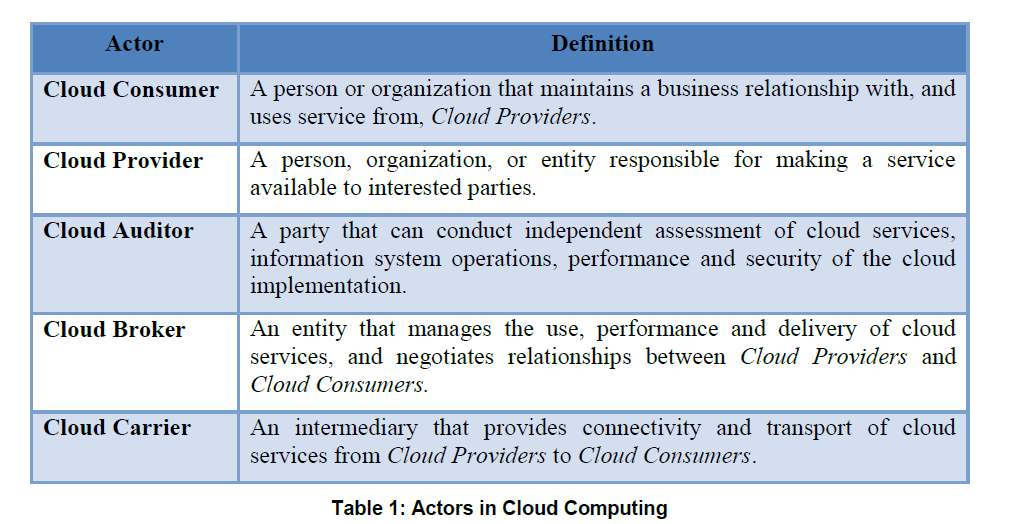 Actor Definition
Cloud Consumer A person or organization that maintains a business relationship with, and
uses service from, Cloud Providers.
Cloud Provider A person, organization, or entity responsible for making a service
available to interested parties.
Cloud Auditor A party that can conduct independent assessment of cloud services,
information system operations, performance and security of the cloud
implementation.
Cloud Broker An entity that manages the use, performance and delivery of cloud
services, and negotiates relationships between Cloud Providers and
Cloud Consumers.
Cloud Carrier An intermediary that provides connectivity and transport of cloud
services from Cloud Providers to Cloud Consumers.
Table 1: Actors in Cloud Computing